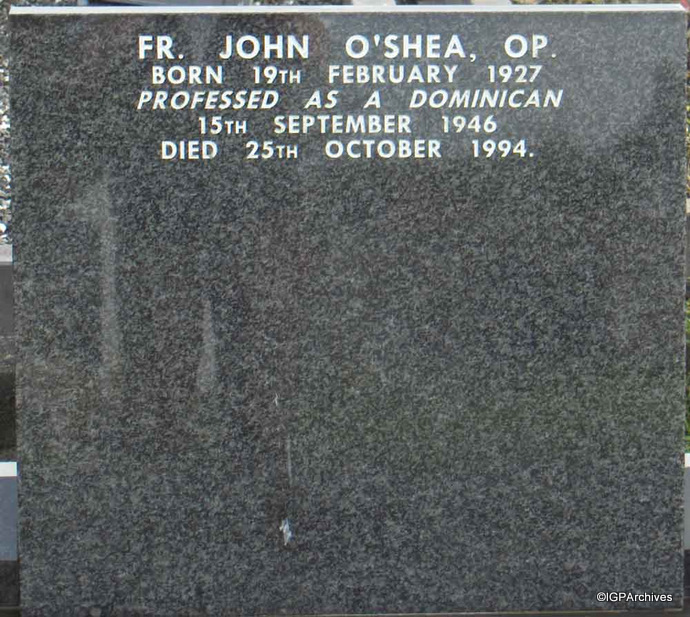 FR. JOHN O'SHEA, OP.
BORN 19TH FEBRUARY 1927
PROFESSED AS A DOMINICAN
15TH SEPTEMBER 1946
DIED 25TH OCTOBER 1994.
©IGPArchives